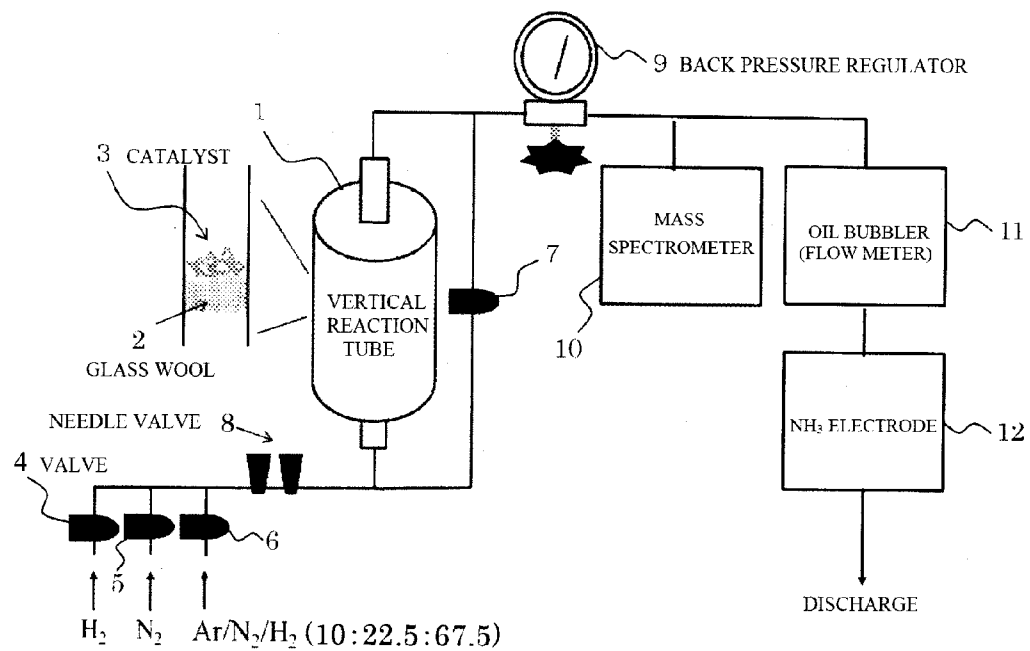 9 BACK PRESSURE REGULATOR
1
3 CATALYST
MASS
SPECTROMETER
OIL BUBBLER
(FLOW METER)
11
7
VERTICAL
REACTION
TUBE
2
10
GLASS WOOL
NEEDLE VALVE 8
NH₃ ELECTRODE
12
4 VALVE
5
6
DISCHARGE
H₂ N₂ Ar/N₂/H₂ (10:22.5:67.5)